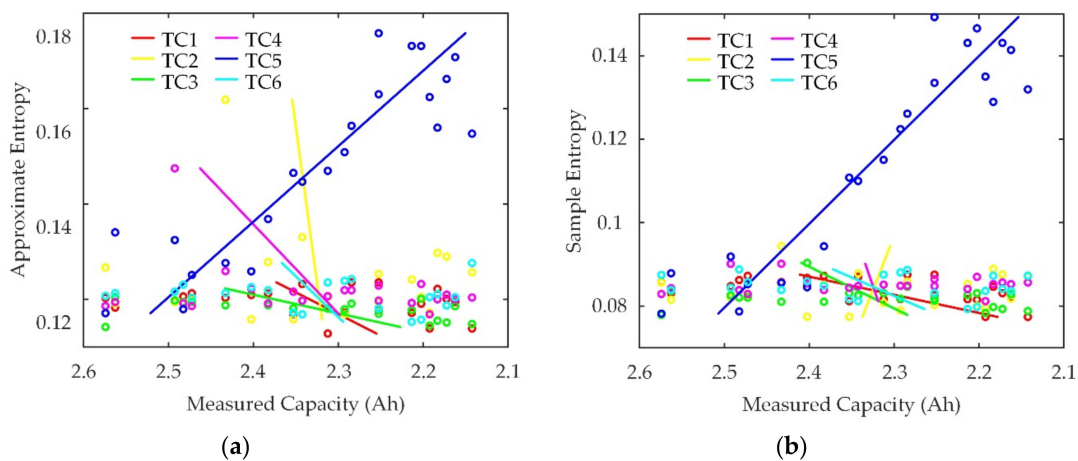 0.18
0.16
0.14
0.12
Approximate Entropy
TC1 TC4
TC2 TC5
TC3 TC6
2.6 2.5 2.4 2.3 2.2 2.1
Measured Capacity (Ah)
(a)
0.14
0.12
0.1
0.08
Sample Entropy
TC1 TC4
TC2 TC5
TC3 TC6
2.6 2.5 2.4 2.3 2.2 2.1
Measured Capacity (Ah)
(b)